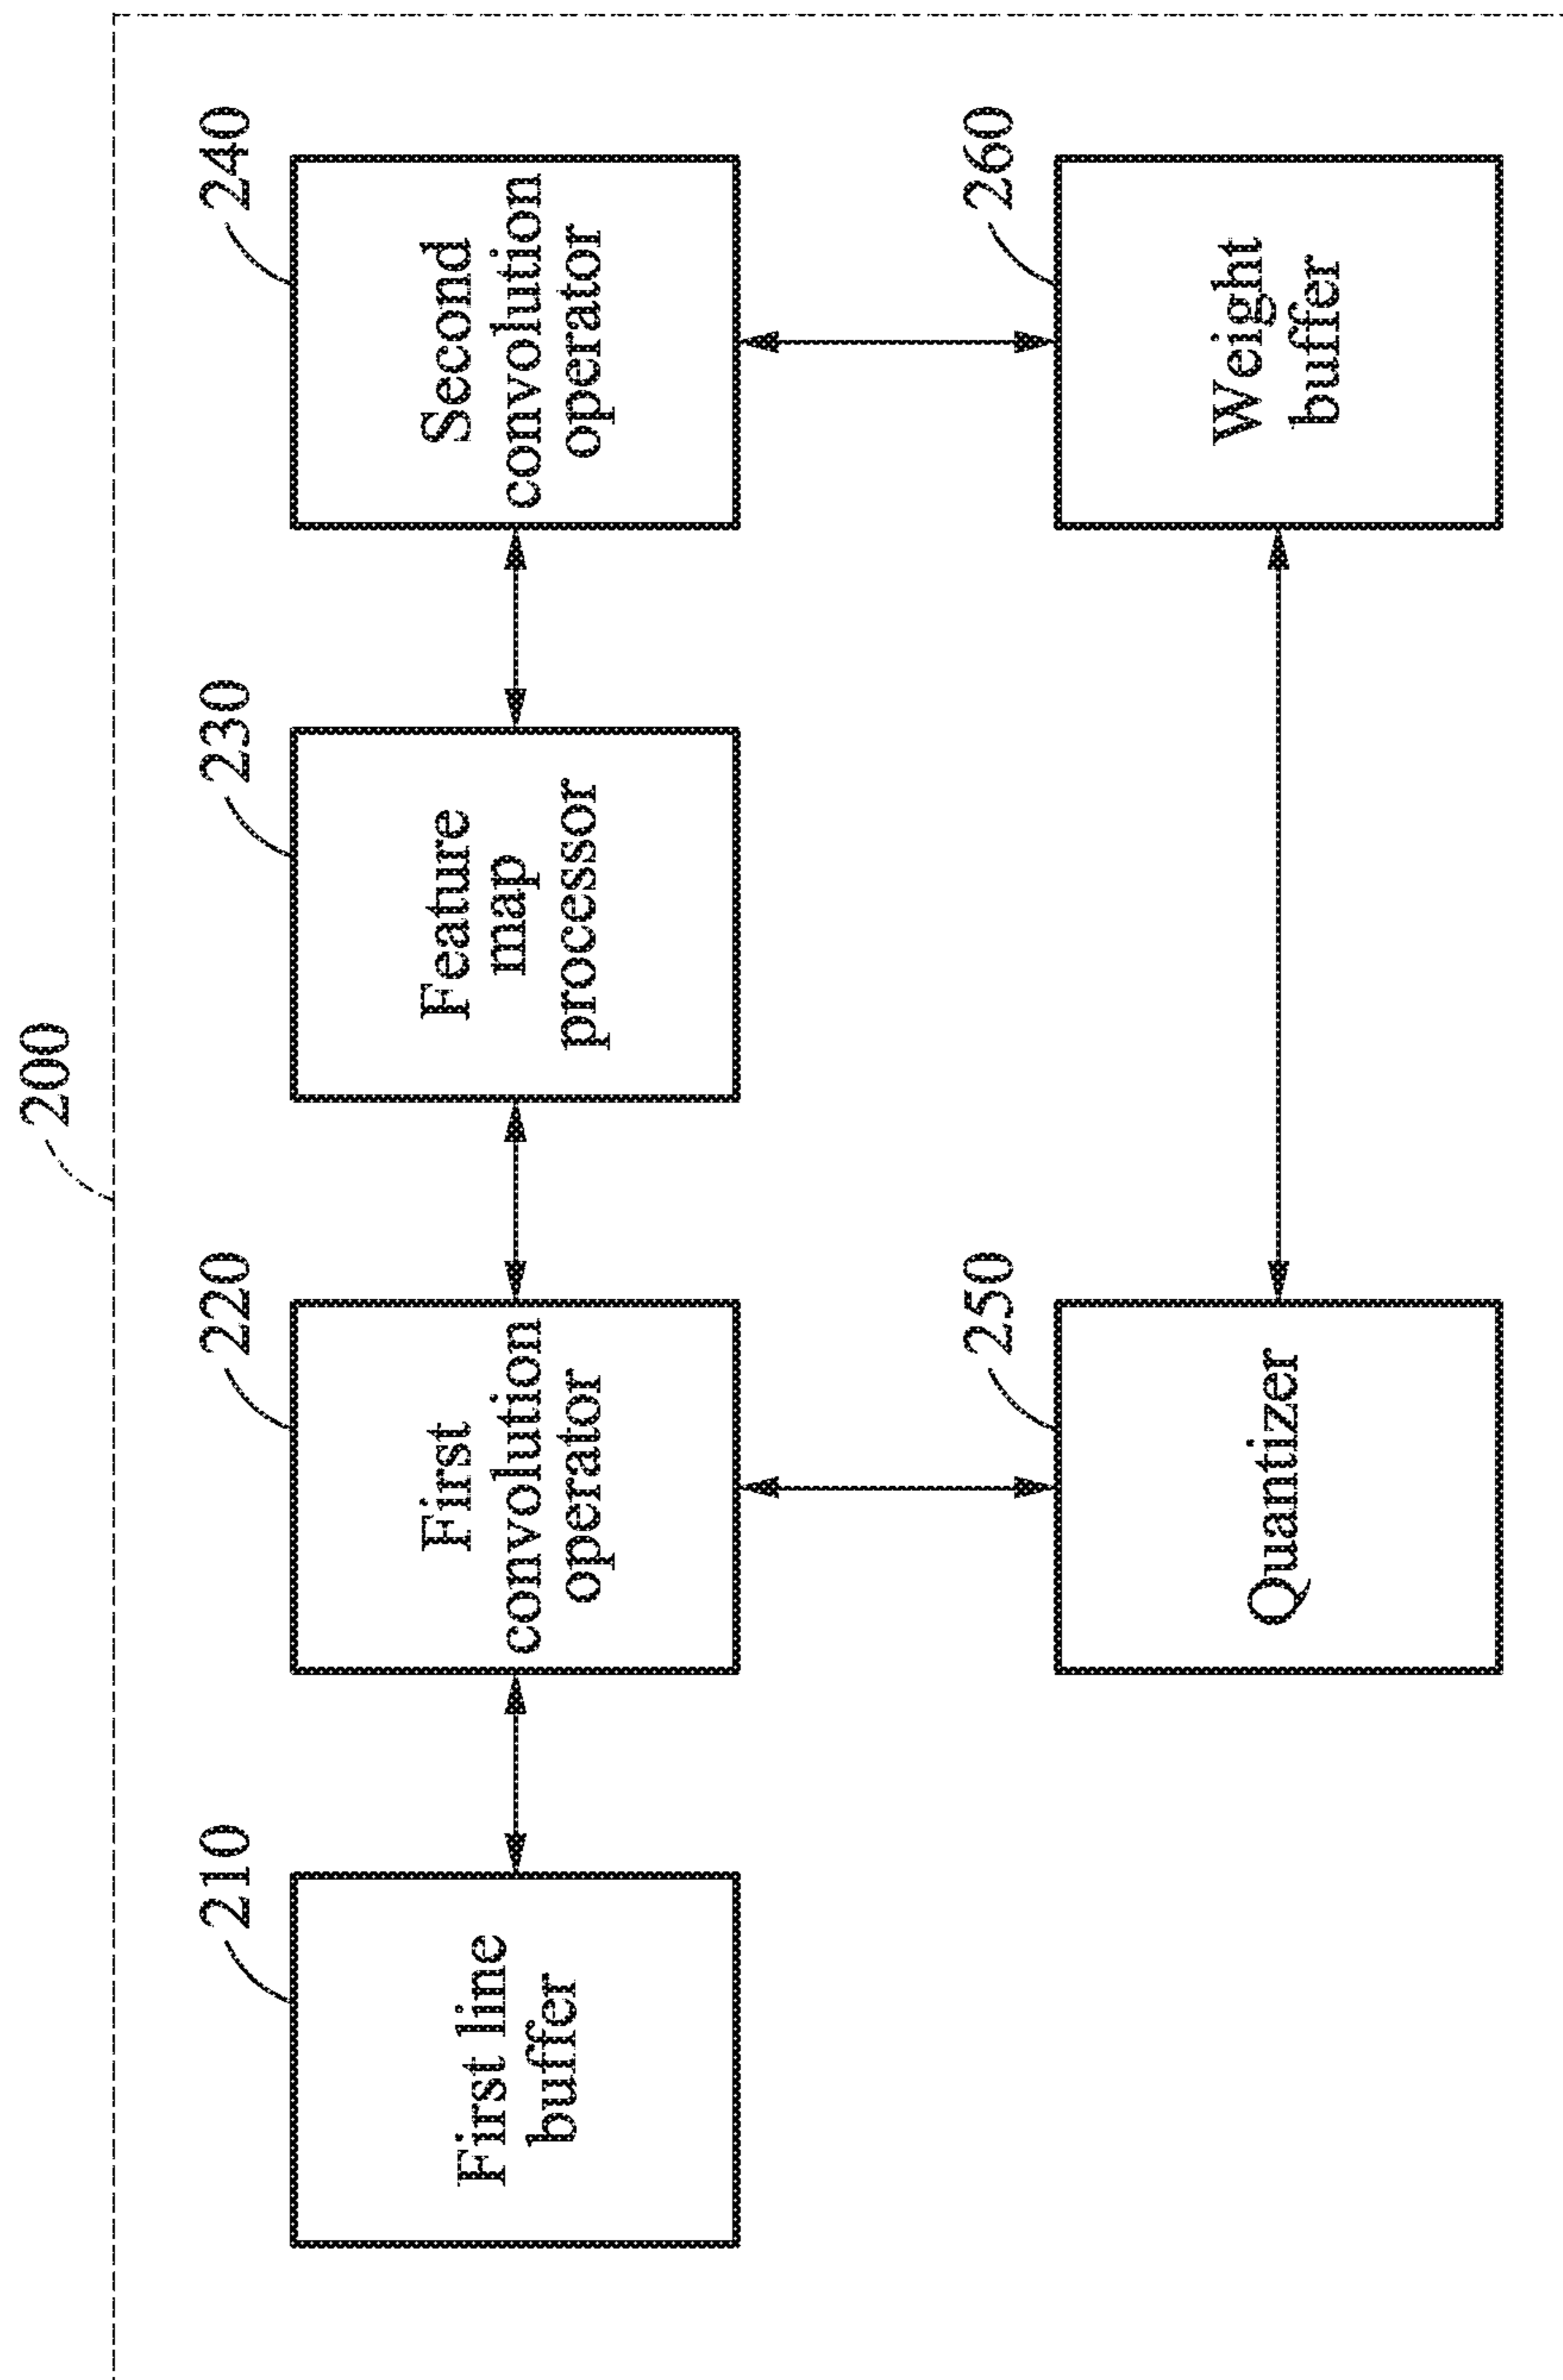 200
210
First line
buffer
220
First
convolution
operator
230
Feature
map
processor
240
Second
convolution
operator
250
Quantizer
260
Weight
buffer